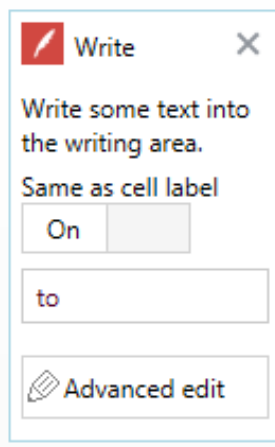 Write
Write some text into
the writing area.
Same as cell label
On
to
Advanced edit